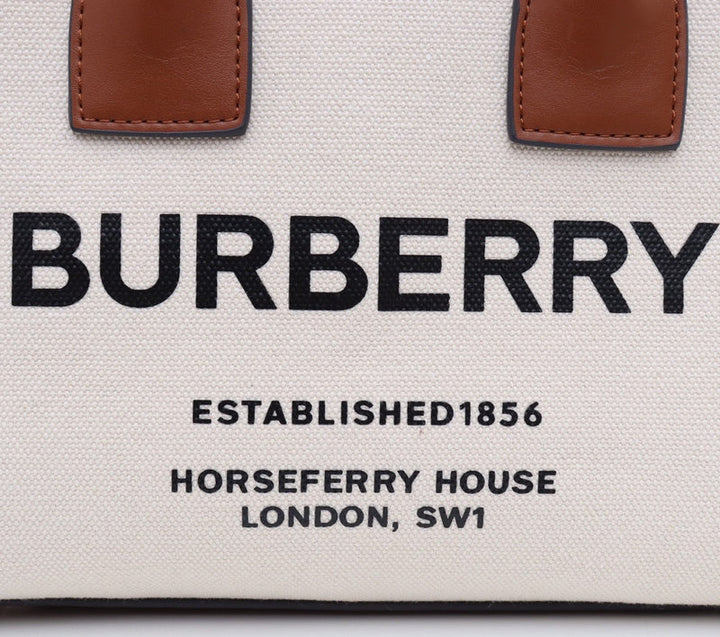 BURBERRY
ESTABLISHED1856
HORSEFERRY HOUSE
LONDON, SW1